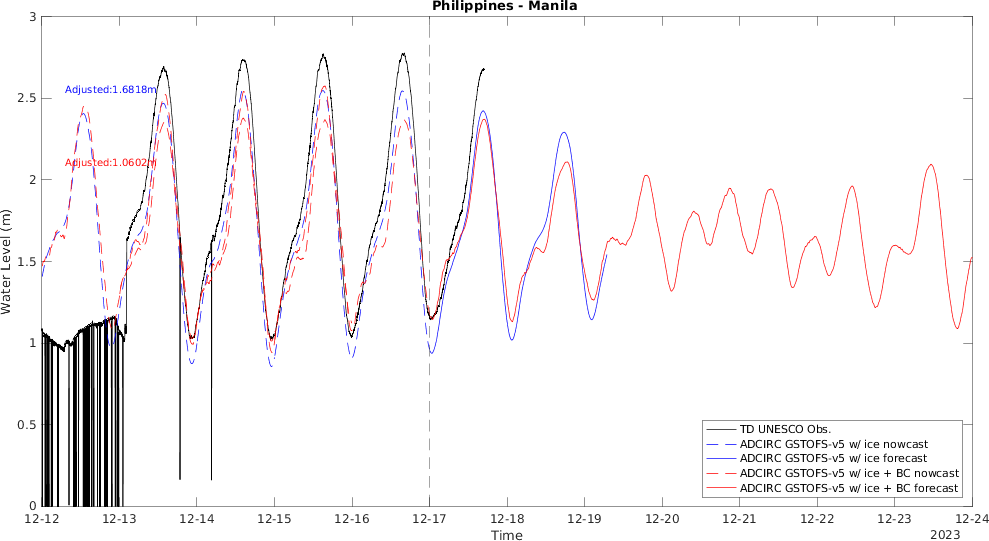 Philippines - Manila
3
2.5
2
1.5
1
0.5
0
Water Level (m)
Adjusted:1.6818m
Adjusted:1.0602m
TD UNESCO Obs.
ADCIRC GSTOFS-v5 w/ ice nowcast
ADCIRC GSTOFS-v5 w/ ice forecast
ADCIRC GSTOFS-v5 w/ ice + BC nowcast
ADCIRC GSTOFS-v5 w/ ice + BC forecast
12-12 12-13 12-14 12-15 12-16 12-17 12-18 12-19 12-20 12-21 12-22 12-23 12-24
Time
2023